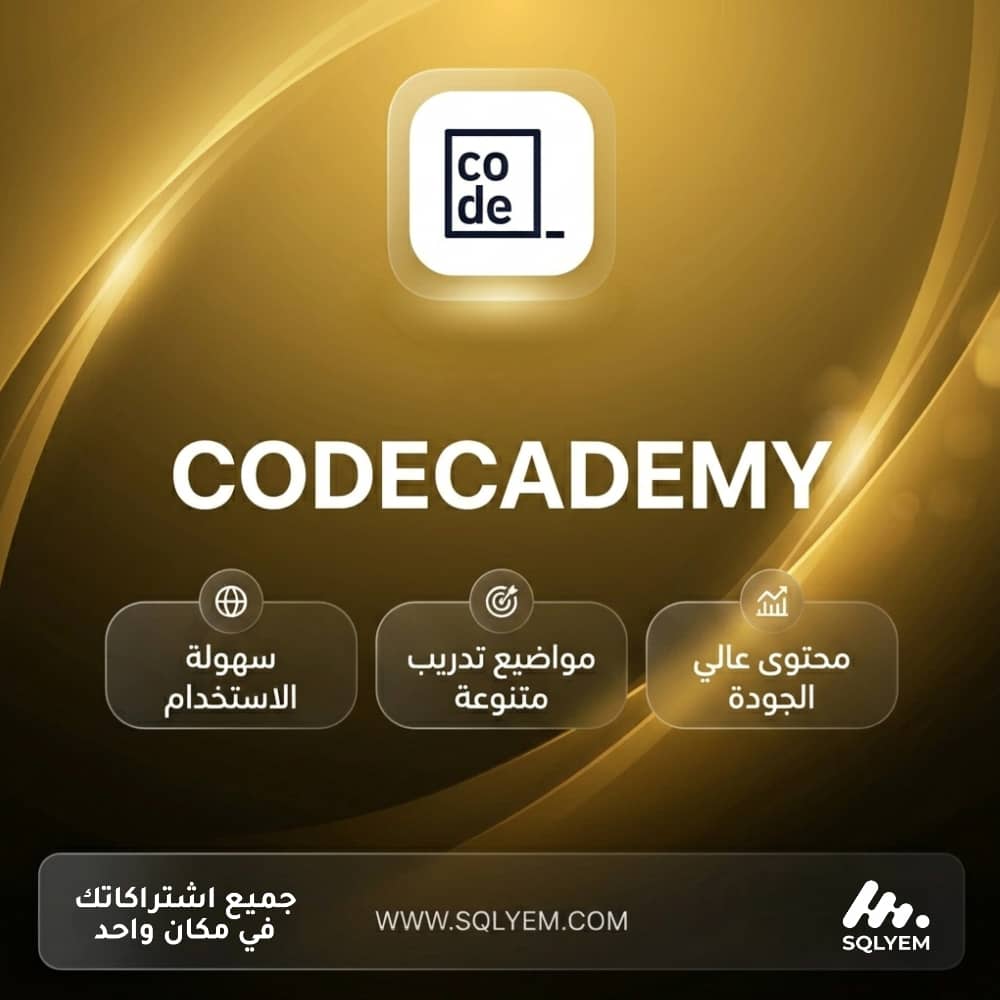 co
de_
CODECADEMY
محتوى عالي
الجودة
مواضيع تدريب
متنوعة
سهولة
الاستخدام
جميع اشتراكاتك
في مكان واحد
WWW.SQLYEM.COM
SQLYEM